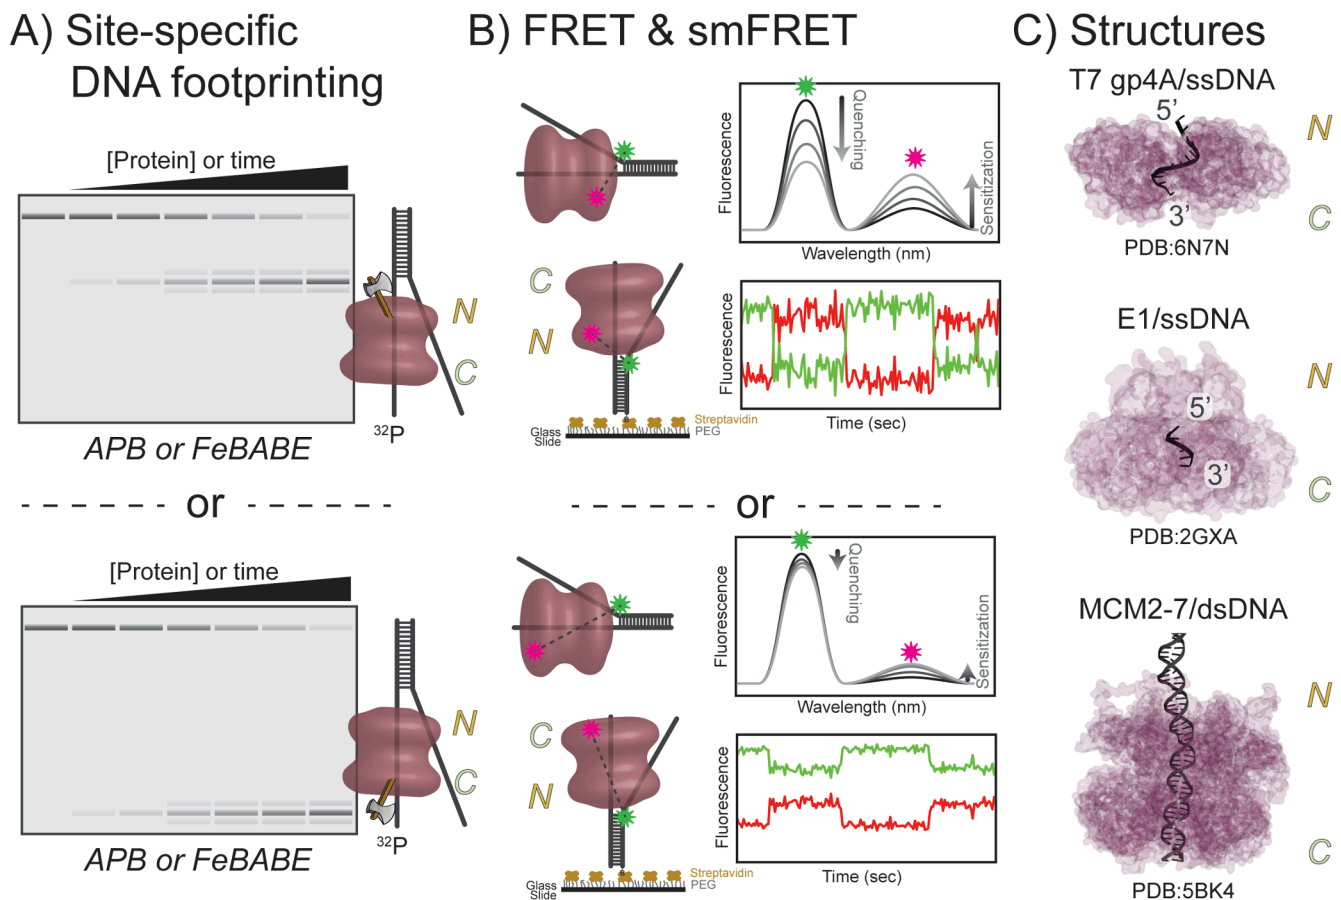 A) Site-specific
DNA footprinting
[Protein] or time
N
C
32P
APB or FeBABE
or
[Protein] or time
N
C
32P
APB or FeBABE
B) FRET & smFRET
Fluorescence
Quenching
Sensitization
Wavelength (nm)
C
N
Streptavidin
Glass
Slide
PEG
Fluorescence
Time (sec)
or
Fluorescence
Quenching
Sensitization
Wavelength (nm)
C
N
Streptavidin
Glass
Slide
PEG
Fluorescence
Time (sec)
C) Structures
T7 gp4A/ssDNA
5’
N
3’
C
PDB:6N7N
E1/ssDNA
N
5’
3’
C
PDB:2GXA
MCM2-7/dsDNA
N
C
PDB:5BK4